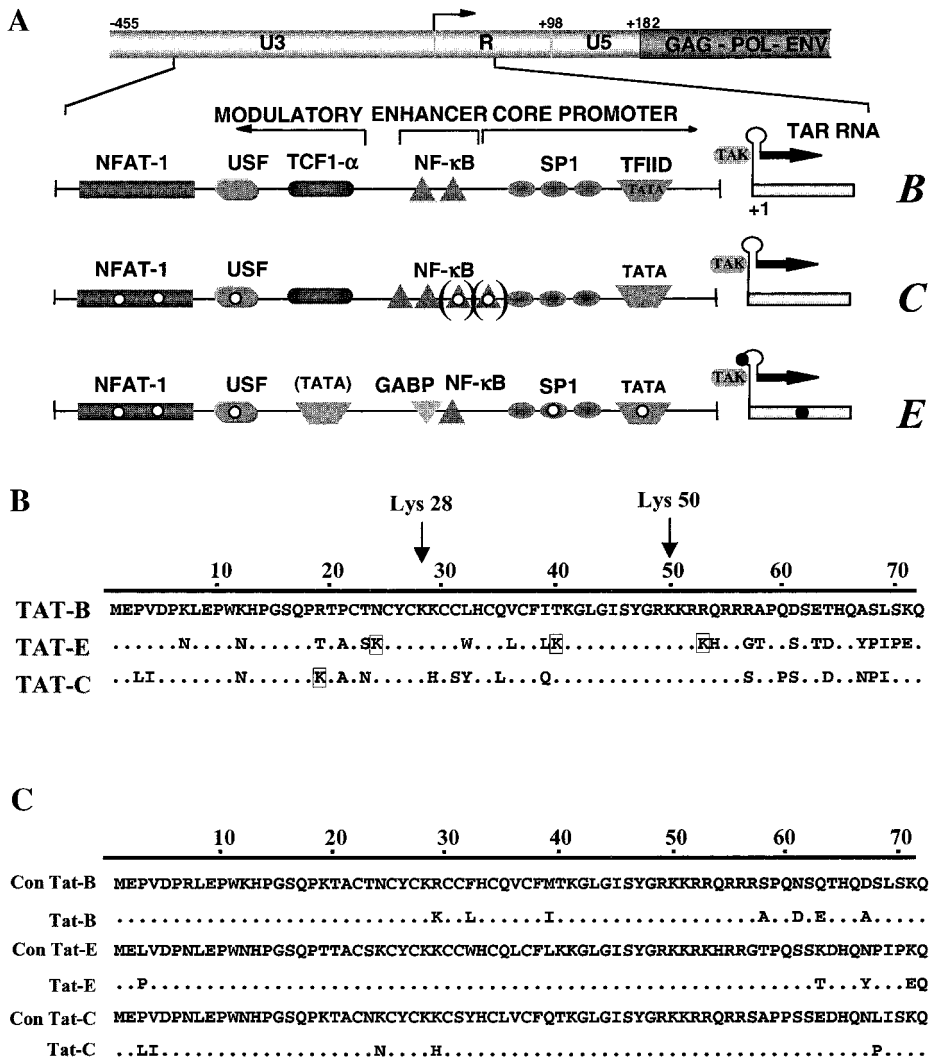 A
-455 +98 +182
U3 R U5 GAG - POL- ENV
MODULATORY ENHANCER CORE PROMOTER
TAR RNA
NFAT-1 USF TCF1-α NF-κB SP1 TFIID
TATA TAK
+1
B
NFAT-1 USF NF-κB TATA
TAK
C
NFAT-1 USF (TATA) GABP NF-κB SP1 TATA
TAK
E
B
Lys 28 Lys 50
10 20 30 40 50 60 70
TAT-B MEPVDPKLEPWKHPGSQPRTPCTNCYCKKCCLHCQVCFITKGLGISYGRKKRRQRRRAPQDSETHQASLSKQ
TAT-E ......N....N......T.A.SK.......W...L..LK............KH..GT..S.TD..YPIPE.
TAT-C ..LI.......N......K.A.N.....H.SY..L...Q.................S..PS..D..NPI...
C
10 20 30 40 50 60 70
Con Tat-B MEPVDPRLEPWKHPGSQPKTACTNCYCKRCCFHCQVCFMTKGLGISYGRKKRRQRRRSPQNSQTHQDSLSKQ
Tat-B ............................K..L......I..................A..D.E...A.....
Con Tat-E MELVDPNLEPWNHPGSQPTTACSKCYCKKCCWHCQLCFLKKGLGISYGRKKRKHRRGTPQSSKDHQNPIPKQ
Tat-E ..P...........................................................T...Y...EQ
Con Tat-C MEPVDPNLEPWNHPGSQPKTACNKCYCKKCSYHCLVCFQTKGLGISYGRKKRRQRRSAPPSSEDHQNLISKQ
Tat-C ..LI...................N....H......................................P....